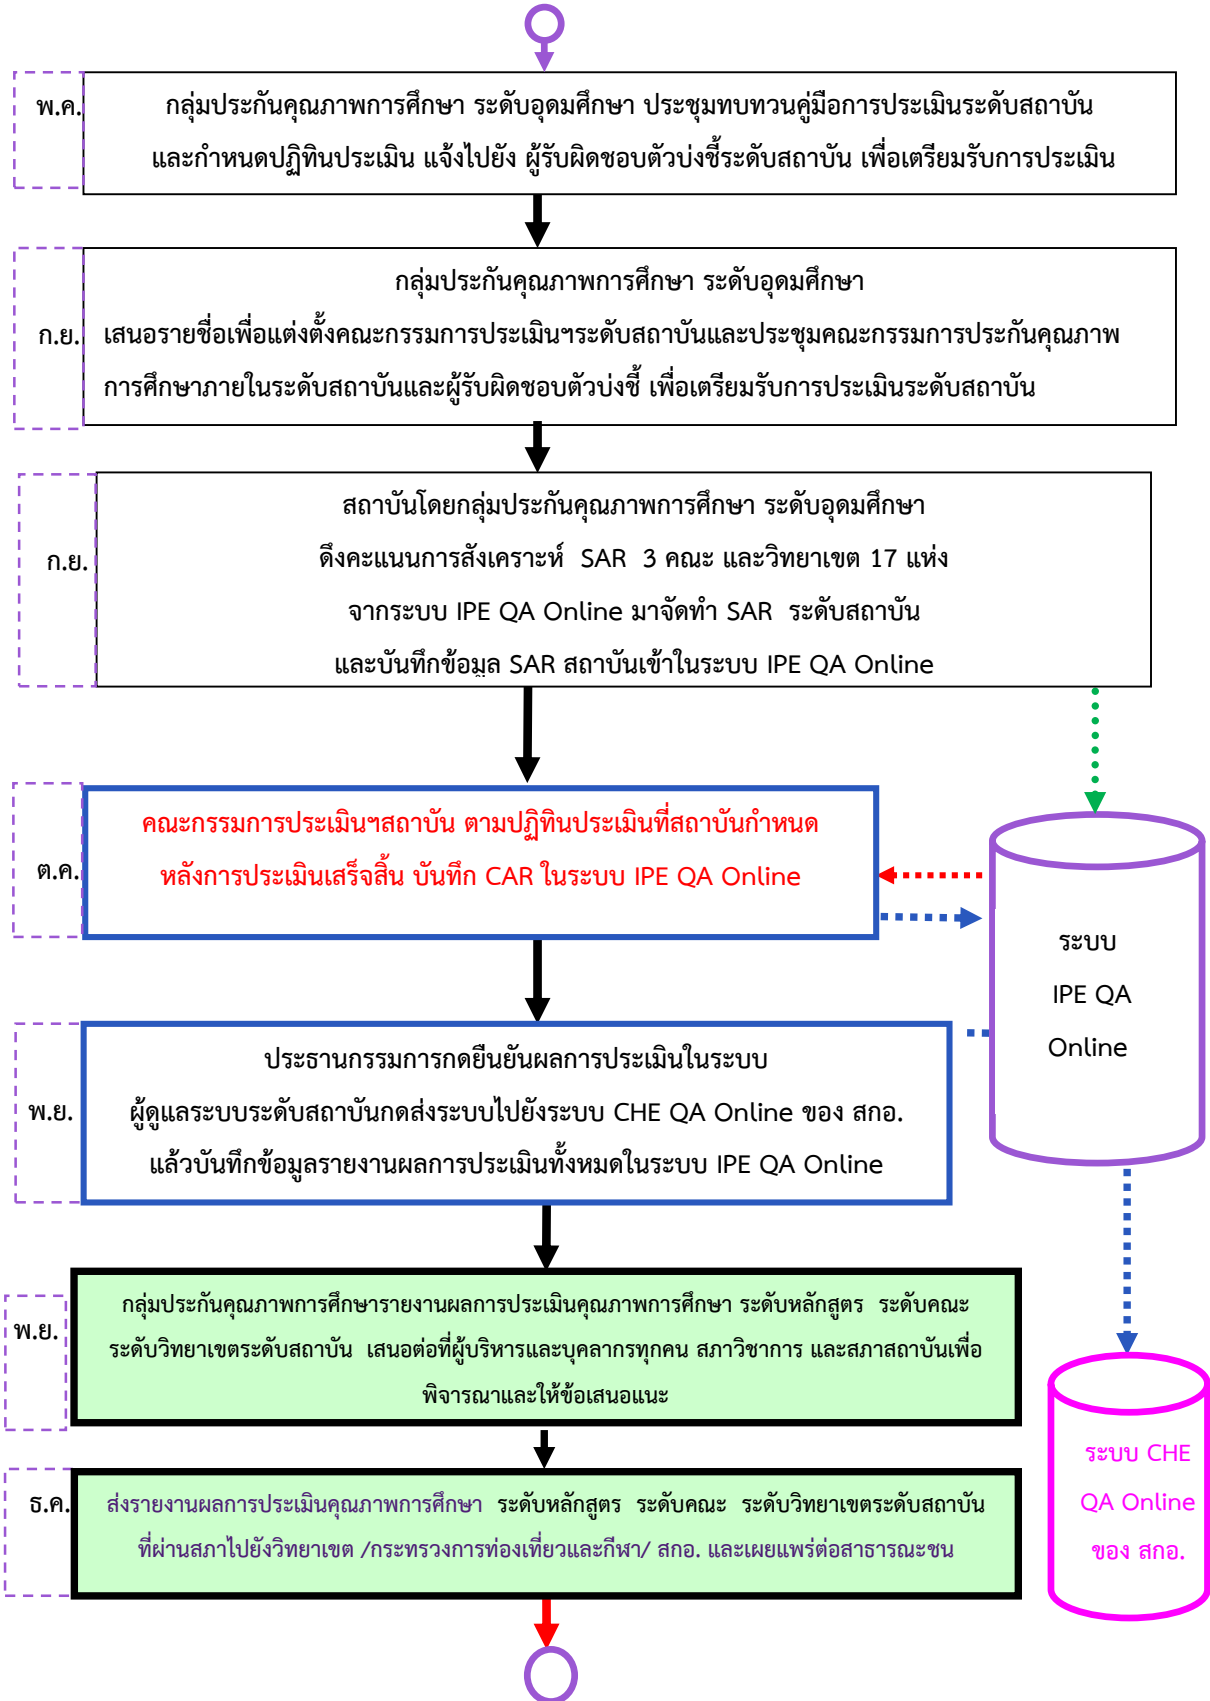 พ.ค.
กลุ่มประกันคุณภาพการศึกษา ระดับอุดมศึกษา ประชุมทบทวนคู่มือการประเมินระดับสถาบัน
และกำหนดปฏิทินประเมิน แจ้งไปยัง ผู้รับผิดชอบตัวบ่งชี้ระดับสถาบัน เพื่อเตรียมรับการประเมิน
ก.ย.
กลุ่มประกันคุณภาพการศึกษา ระดับอุดมศึกษา
เสนอรายชื่อเพื่อแต่งตั้งคณะกรรมการประเมินฯระดับสถาบันและประชุมคณะกรรมการประกันคุณภาพ
การศึกษาภายในระดับสถาบันและผู้รับผิดชอบตัวบ่งชี้ เพื่อเตรียมรับการประเมินระดับสถาบัน
ก.ย.
สถาบันโดยกลุ่มประกันคุณภาพการศึกษา ระดับอุดมศึกษา
ดึงคะแนนการสังเคราะห์ SAR 3 คณะ และวิทยาเขต 17 แห่ง
จากระบบ IPE QA Online มาจัดทำ SAR ระดับสถาบัน
และบันทึกข้อมูล SAR สถาบันเข้าในระบบ IPE QA Online
ต.ค.
คณะกรรมการประเมินฯสถาบัน ตามปฏิทินประเมินที่สถาบันกำหนด
หลังการประเมินเสร็จสิ้น บันทึก CAR ในระบบ IPE QA Online
ระบบ
IPE QA
Online
พ.ย.
ประธานกรรมการกดยืนยันผลการประเมินในระบบ
ผู้ดูแลระบบระดับสถาบันกดส่งระบบไปยังระบบ CHE QA Online ของ สกอ.
แล้วบันทึกข้อมูลรายงานผลการประเมินทั้งหมดในระบบ IPE QA Online
พ.ย.
กลุ่มประกันคุณภาพการศึกษารายงานผลการประเมินคุณภาพการศึกษา ระดับหลักสูตร ระดับคณะ
ระดับวิทยาเขตระดับสถาบัน เสนอต่อที่ผู้บริหารและบุคลากรทุกคน สภาวิชาการ และสภาสถาบันเพื่อ
พิจารณาและให้ข้อเสนอแนะ
ธ.ค.
ส่งรายงานผลการประเมินคุณภาพการศึกษา ระดับหลักสูตร ระดับคณะ ระดับวิทยาเขตระดับสถาบัน
ที่ผ่านสภาไปยังวิทยาเขต /กระทรวงการท่องเที่ยวและกีฬา/ สกอ. และเผยแพร่ต่อสาธารณะชน
ระบบ CHE
QA Online
ของ สกอ.